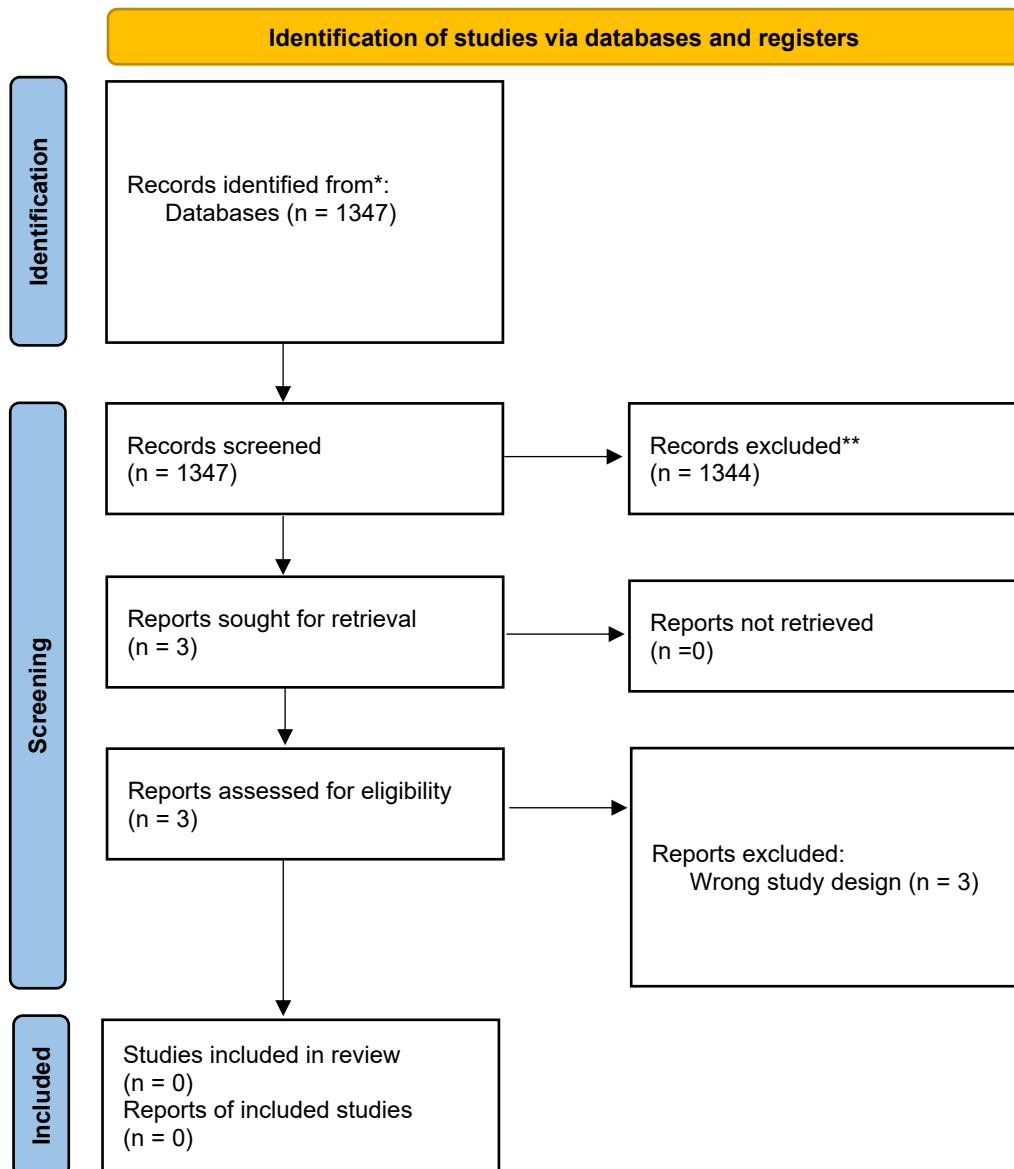 Identification of studies via databases and registers
Identification
Records identified from*:
Databases (n = 1347)
Screening
Records screened
(n = 1347)
Records excluded**
(n = 1344)
Reports sought for retrieval
(n = 3)
Reports not retrieved
(n =0)
Reports assessed for eligibility
(n = 3)
Reports excluded:
Wrong study design (n = 3)
Included
Studies included in review
(n = 0)
Reports of included studies
(n = 0)